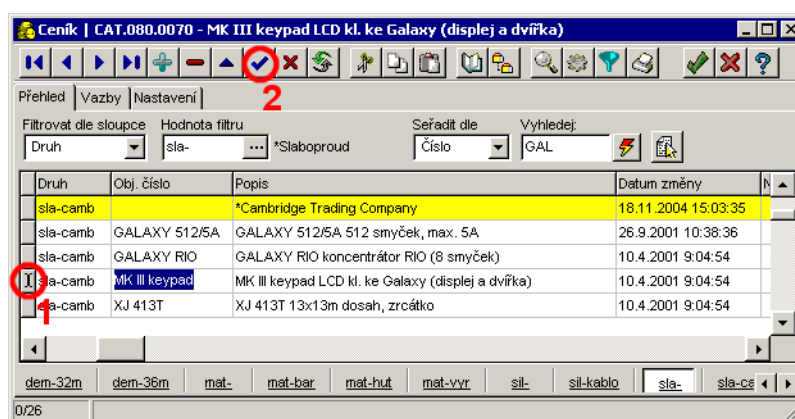 Ceník | CAT.080.0070 - MK III keypad LCD kl. ke Galaxy (displej a dvířka)
2
Přehled Vazby Nastavení
Filtrovat dle sloupce Hodnota filtru Seřadit dle Vyhledej:
Druh sla- ... *Slaboproud Číslo GAL
Druh Obj. číslo Popis Datum změny N
sla-camb *Cambridge Trading Company 18.11.2004 15:03:35
sla-camb GALAXY 512/5A GALAXY 512/5A 512 smyček, max. 5A 26.9.2001 10:38:36
sla-camb GALAXY RIO GALAXY RIO koncentrátor RIO (8 smyček) 10.4.2001 9:04:54
sla-camb MK III keypad MK III keypad LCD kl. ke Galaxy (displej a dvířka) 10.4.2001 9:04:54
1
sla-camb XJ 413T XJ 413T 13x13m dosah, zrcátko 10.4.2001 9:04:54
dem-32m dem-36m mat- mat-bar mat-hut mat-vyr sil- sil-kablo sla- sla-ca
0/26